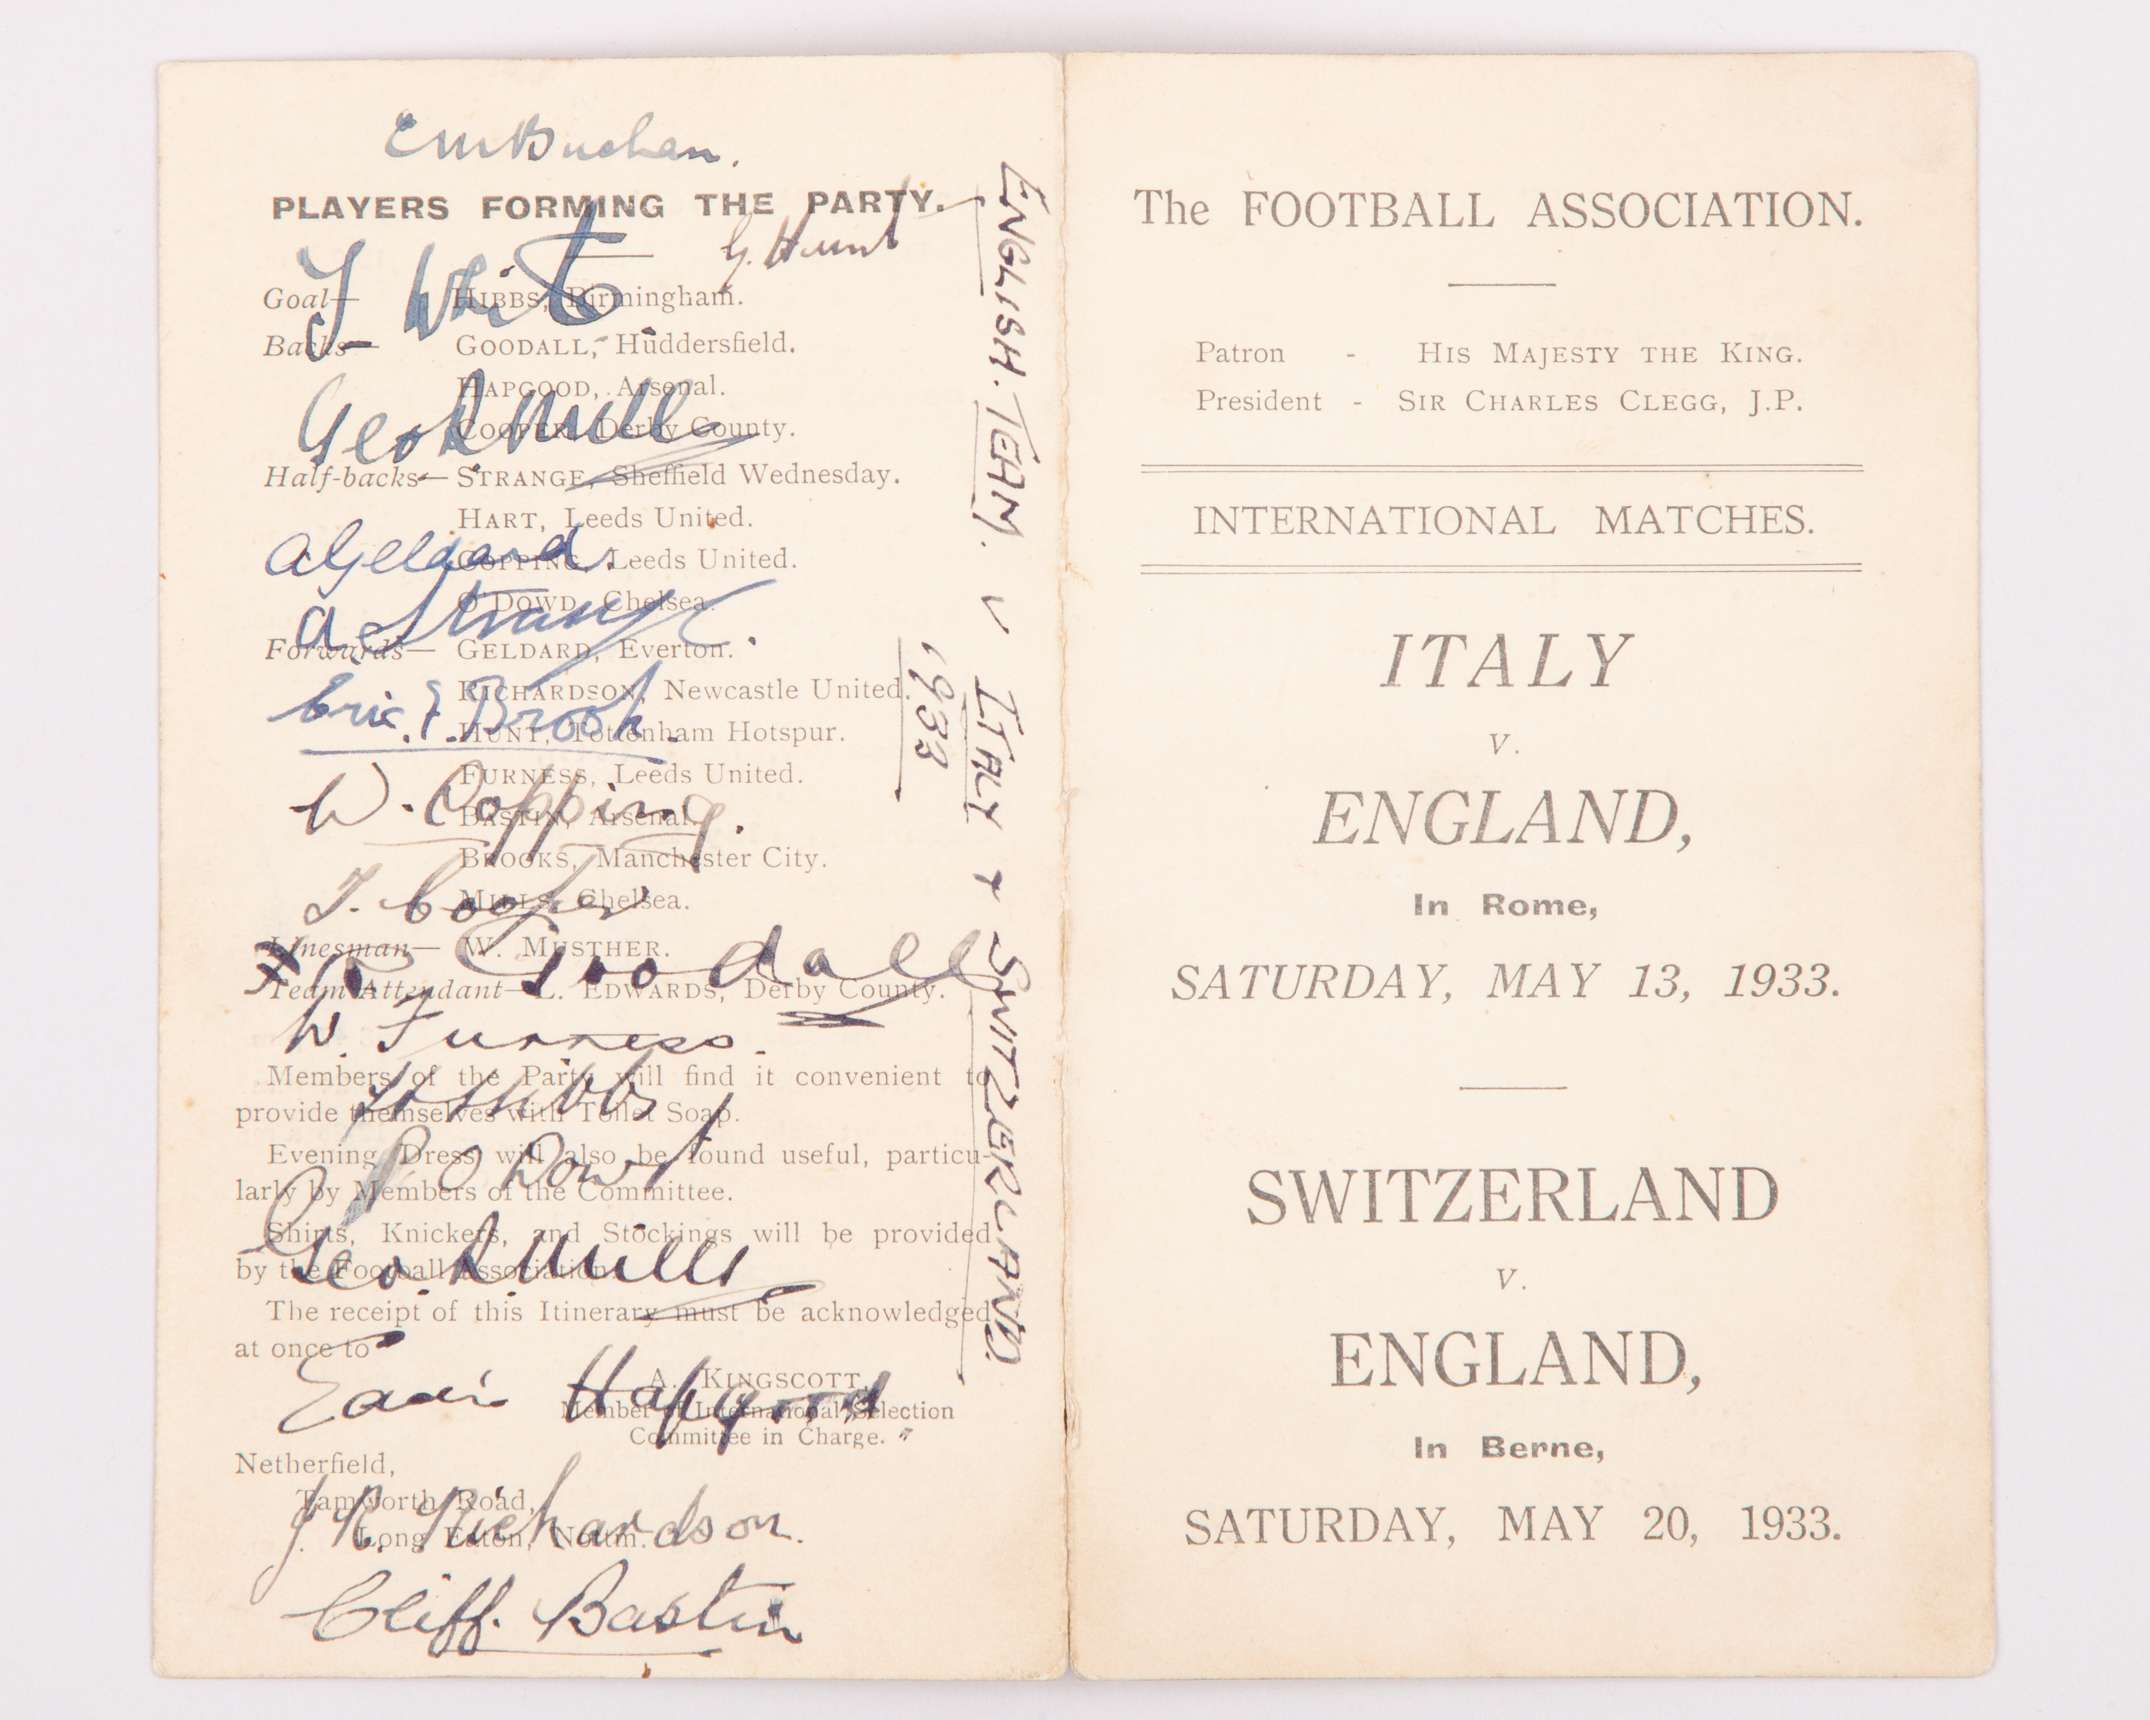 EmBuchan.
PLAYERS FORMING THE PARTY.
G. Hunt
J White
Goal— HIBBS, Birmingham.
Backs— GOODALL, Huddersfield.
HAPGOOD, Arsenal.
Geo R Mills
COOPER, Derby County.
Half-backs— STRANGE, Sheffield Wednesday.
HART, Leeds United.
A Geldard.
COPPING, Leeds United.
O'DOWD, Chelsea.
A Strange.
Forwards— GELDARD, Everton.
RICHARDSON, Newcastle United.
Eric. F. Brook.
HUNT, Tottenham Hotspur.
FURNESS, Leeds United.
W. Copping.
BASTIN, Arsenal.
BROOKS, Manchester City.
T. Cooper
MILLS, Chelsea.
Linesman— W. MUSTHER.
Goodall
Team Attendant— L. EDWARDS, Derby County.
W. Furness.
Members of the Party will find it convenient to
provide themselves with Toilet Soap.
Hibbs
Evening Dress will also be found useful, particu-
larly by Members of the Committee.
P O Dowd
Shirts, Knickers, and Stockings will be provided
by the Football Association.
Geo R Mills
The receipt of this Itinerary must be acknowledged
at once to
A. KINGSCOTT,
Eddie Hapgood
Member of International Selection
Committee in Charge.
Netherfield,
Tamworth Road,
Long Eaton, Nottm.
J. R. Richardson.
Cliff. Bastin
ENGLISH. TEAM. V ITALY + SWITZERLAND.
1933
The FOOTBALL ASSOCIATION.
Patron - HIS MAJESTY THE KING.
President - SIR CHARLES CLEGG, J.P.
INTERNATIONAL MATCHES.
ITALY
v.
ENGLAND,
In Rome,
SATURDAY, MAY 13, 1933.
SWITZERLAND
v.
ENGLAND,
In Berne,
SATURDAY, MAY 20, 1933.